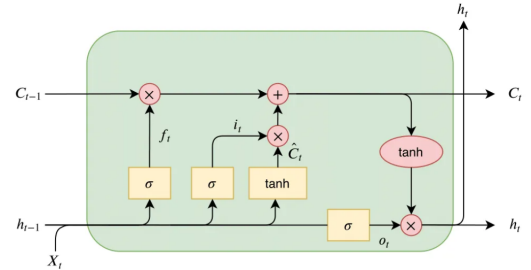 h_t
C_{t-1} × + C_t
f_t i_t × Ĉ_t tanh
σ σ tanh
h_{t-1} σ o_t × h_t
X_t